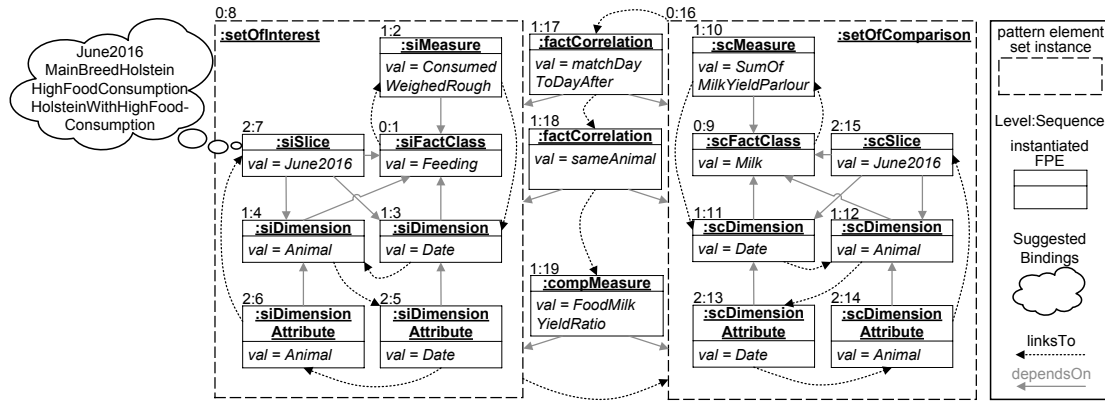 0:8
:setOfInterest
June2016
MainBreedHolstein
HighFoodConsumption
HolsteinWithHighFood-
Consumption
1:2
:siMeasure
val = Consumed
WeighedRough
2:7
:siSlice
val = June2016
0:1
:siFactClass
val = Feeding
1:4
:siDimension
val = Animal
1:3
:siDimension
val = Date
2:6
:siDimension
Attribute
val = Animal
2:5
:siDimension
Attribute
val = Date
1:17
:factCorrelation
val = matchDay
ToDayAfter
1:18
:factCorrelation
val = sameAnimal
1:19
:compMeasure
val = FoodMilk
YieldRatio
0:16
:setOfComparison
1:10
:scMeasure
val = SumOf
MilkYieldParlour
0:9
:scFactClass
val = Milk
2:15
:scSlice
val = June2016
1:11
:scDimension
val = Date
1:12
:scDimension
val = Animal
2:13
:scDimension
Attribute
val = Date
2:14
:scDimension
Attribute
val = Animal
pattern element
set instance
Level:Sequence
instantiated
FPE
Suggested
Bindings
linksTo
dependsOn